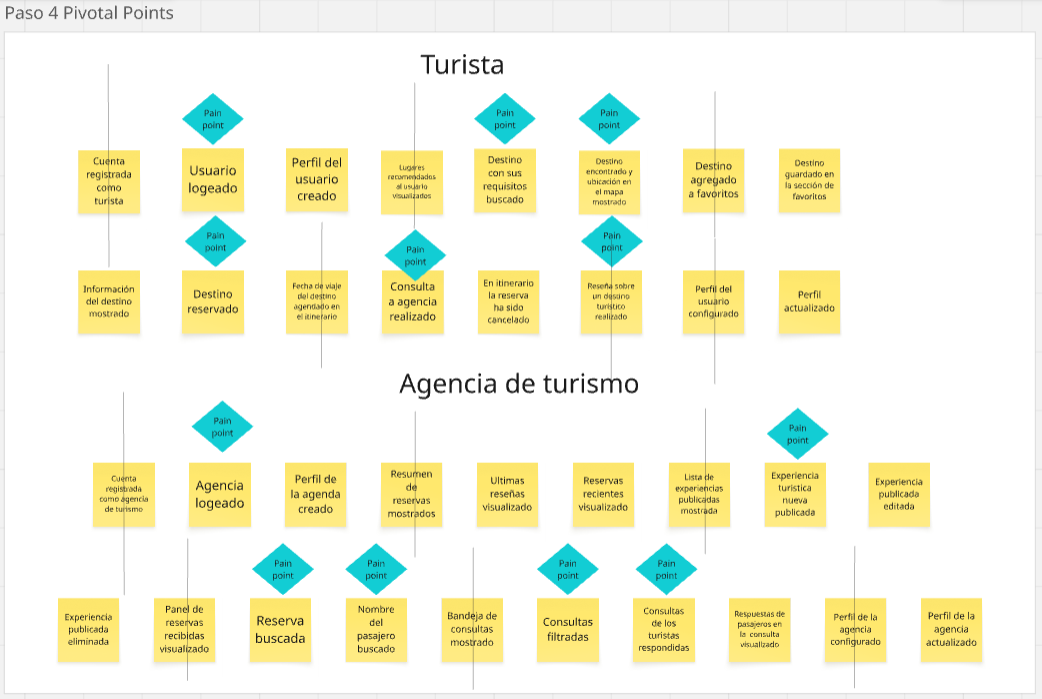 Paso 4 Pivotal Points
Turista
Pain
point
Pain
point
Pain
point
Cuenta
registrada
como
turista
Usuario
logeado
Perfil del
usuario
creado
Lugares
recomendados
al usuario
visualizados
Destino
con sus
requisitos
buscado
Destino
encontrado y
ubicación en
el mapa
mostrado
Destino
agregado
a favoritos
Destino
guardado en
la sección de
favoritos
Pain
point
Pain
point
Pain
point
Información
del destino
mostrado
Destino
reservado
Fecha de viaje
del destino
agendado en
el itinerario
Consulta
a agencia
realizado
En itinerario
la reserva
ha sido
cancelado
Reseña sobre
un destino
turístico
realizado
Perfil del
usuario
configurado
Perfil
actualizado
Agencia de turismo
Pain
point
Pain
point
Cuenta
registrada
como agencia
de turismo
Agencia
logeado
Perfil de
la agenda
creado
Resumen
de
reservas
mostrados
Ultimas
reseñas
visualizado
Reservas
recientes
visualizado
Lista de
experiencias
publicadas
mostrada
Experiencia
turistica
nueva
publicada
Experiencia
publicada
editada
Pain
point
Pain
point
Pain
point
Pain
point
Experiencia
publicada
eliminada
Panel de
reservas
recibidas
visualizado
Reserva
buscada
Nombre
del
pasajero
buscado
Bandeja de
consultas
mostrado
Consultas
filtradas
Consultas
de los
turistas
respondidas
Respuestas de
pasajeros en
la consulta
visualizado
Perfil de la
agencia
configurado
Perfil de la
agencia
actualizado